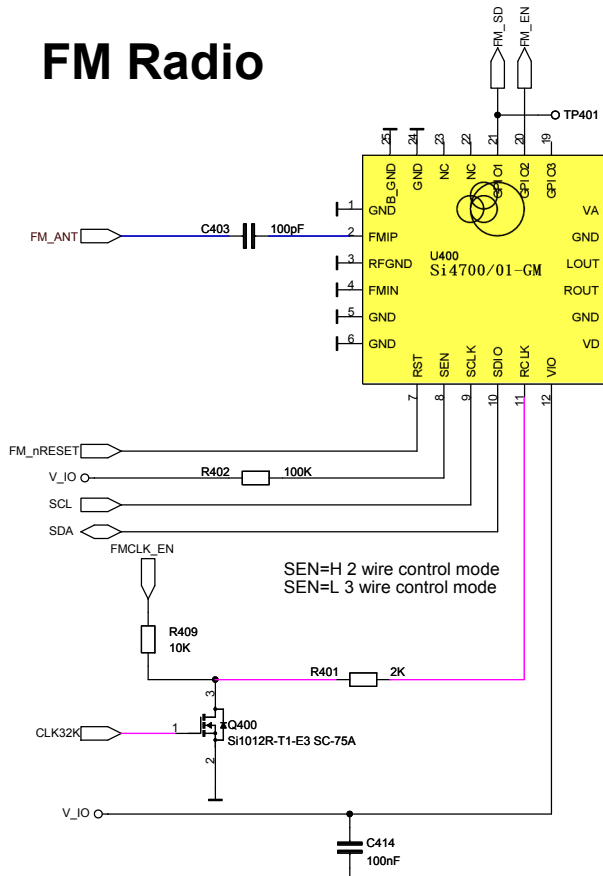 FM Radio
FM_SD
FM_EN
TP401
25
24
23
22
21
20
19
B_GND
GND
NC
NC
GPIO1
GPIO2
GPIO3
1
GND
VA
FM_ANT
C403
100pF
2
FMIP
GND
3
RFGND
U400
LOUT
Si4700/01-GM
4
FMIN
ROUT
5
GND
GND
6
GND
VD
RST
SEN
SCLK
SDIO
RCLK
VIO
7
8
9
10
11
12
FM_nRESET
V_IO
R402
100K
SCL
SDA
FMCLK_EN
SEN=H 2 wire control mode
SEN=L 3 wire control mode
R409
10K
R401
2K
3
CLK32K
1
Q400
Si1012R-T1-E3 SC-75A
2
V_IO
C414
100nF